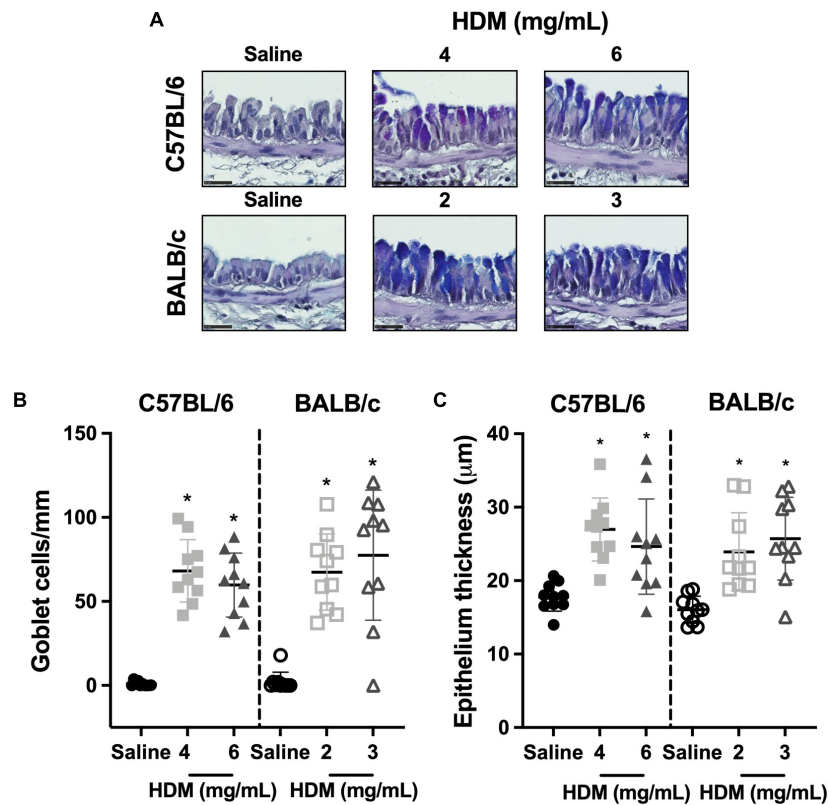 A
HDM (mg/mL)
Saline 4 6
C57BL/6
Saline 2 3
BALB/c
B
C57BL/6 BALB/c
Goblet cells/mm
150
100
50
0
* * * *
Saline 4 6 Saline 2 3
HDM (mg/mL) HDM (mg/mL)
C
C57BL/6 BALB/c
Epithelium thickness (μm)
40
30
20
10
0
* * * *
Saline 4 6 Saline 2 3
HDM (mg/mL) HDM (mg/mL)